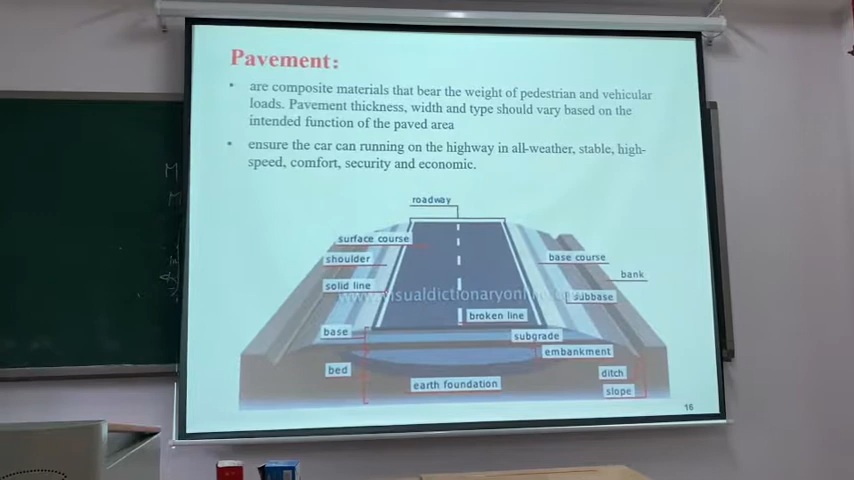 Pavement:
• are composite materials that bear the weight of pedestrian and vehicular
loads. Pavement thickness, width and type should vary based on the
intended function of the paved area
• ensure the car can running on the highway in all-weather, stable, high-
speed, comfort, security and economic.
roadway
surface course
shoulder
base course
bank
solid line
www.visualdictionaryonline
subbase
broken line
base
subgrade
embankment
bed
ditch
earth foundation
slope
16